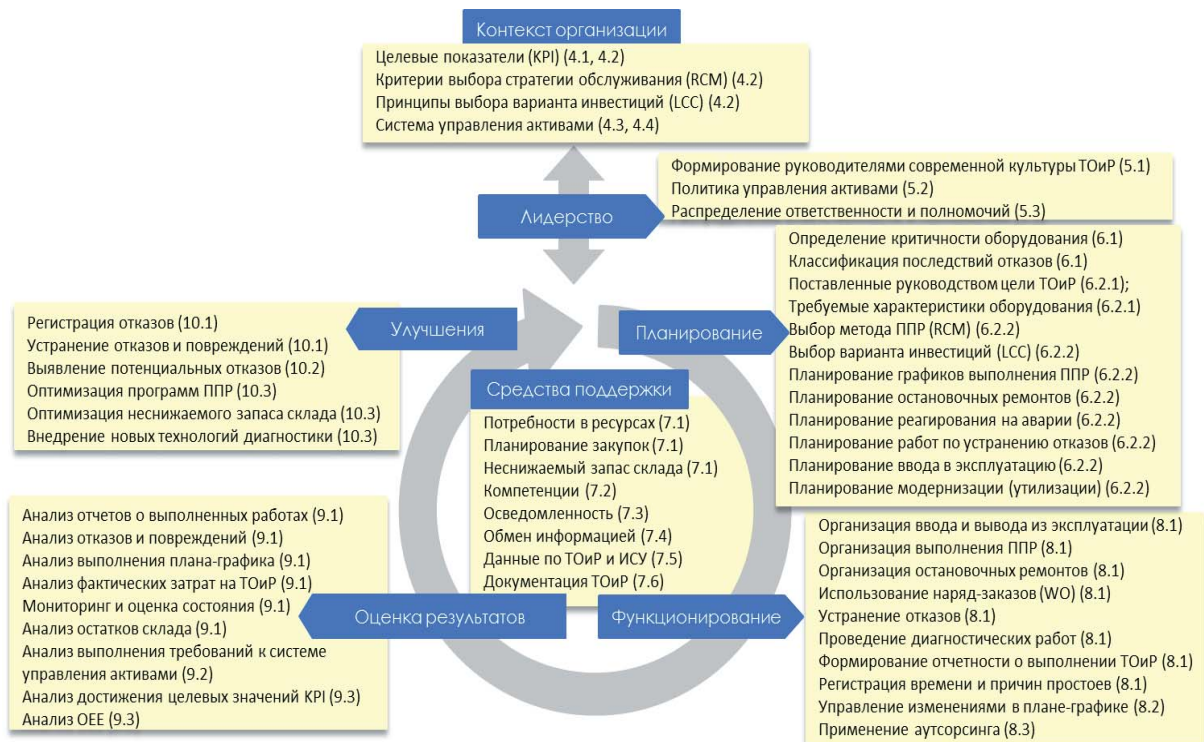 Контекст организации
Целевые показатели (KPI) (4.1, 4.2)
Критерии выбора стратегии обслуживания (RCM) (4.2)
Принципы выбора варианта инвестиций (LCC) (4.2)
Система управления активами (4.3, 4.4)
Лидерство
Формирование руководителями современной культуры ТОиР (5.1)
Политика управления активами (5.2)
Распределение ответственности и полномочий (5.3)
Планирование
Определение критичности оборудования (6.1)
Классификация последствий отказов (6.1)
Поставленные руководством цели ТОиР (6.2.1);
Требуемые характеристики оборудования (6.2.1)
Выбор метода ППР (RCM) (6.2.2)
Выбор варианта инвестиций (LCC) (6.2.2)
Планирование графиков выполнения ППР (6.2.2)
Планирование остановочных ремонтов (6.2.2)
Планирование реагирования на аварии (6.2.2)
Планирование работ по устранению отказов (6.2.2)
Планирование ввода в эксплуатацию (6.2.2)
Планирование модернизации (утилизации) (6.2.2)
Улучшения
Регистрация отказов (10.1)
Устранение отказов и повреждений (10.1)
Выявление потенциальных отказов (10.2)
Оптимизация программ ППР (10.3)
Оптимизация неснижаемого запаса склада (10.3)
Внедрение новых технологий диагностики (10.3)
Средства поддержки
Потребности в ресурсах (7.1)
Планирование закупок (7.1)
Неснижаемый запас склада (7.1)
Компетенции (7.2)
Осведомленность (7.3)
Обмен информацией (7.4)
Данные по ТОиР и ИСУ (7.5)
Документация ТОиР (7.6)
Оценка результатов
Анализ отчетов о выполненных работах (9.1)
Анализ отказов и повреждений (9.1)
Анализ выполнения плана-графика (9.1)
Анализ фактических затрат на ТОиР (9.1)
Мониторинг и оценка состояния (9.1)
Анализ остатков склада (9.1)
Анализ выполнения требований к системе
управления активами (9.2)
Анализ достижения целевых значений KPI (9.3)
Анализ OEE (9.3)
Функционирование
Организация ввода и вывода из эксплуатации (8.1)
Организация выполнения ППР (8.1)
Организация остановочных ремонтов (8.1)
Использование наряд-заказов (WO) (8.1)
Устранение отказов (8.1)
Проведение диагностических работ (8.1)
Формирование отчетности о выполнении ТОиР (8.1)
Регистрация времени и причин простоев (8.1)
Управление изменениями в плане-графике (8.2)
Применение аутсорсинга (8.3)